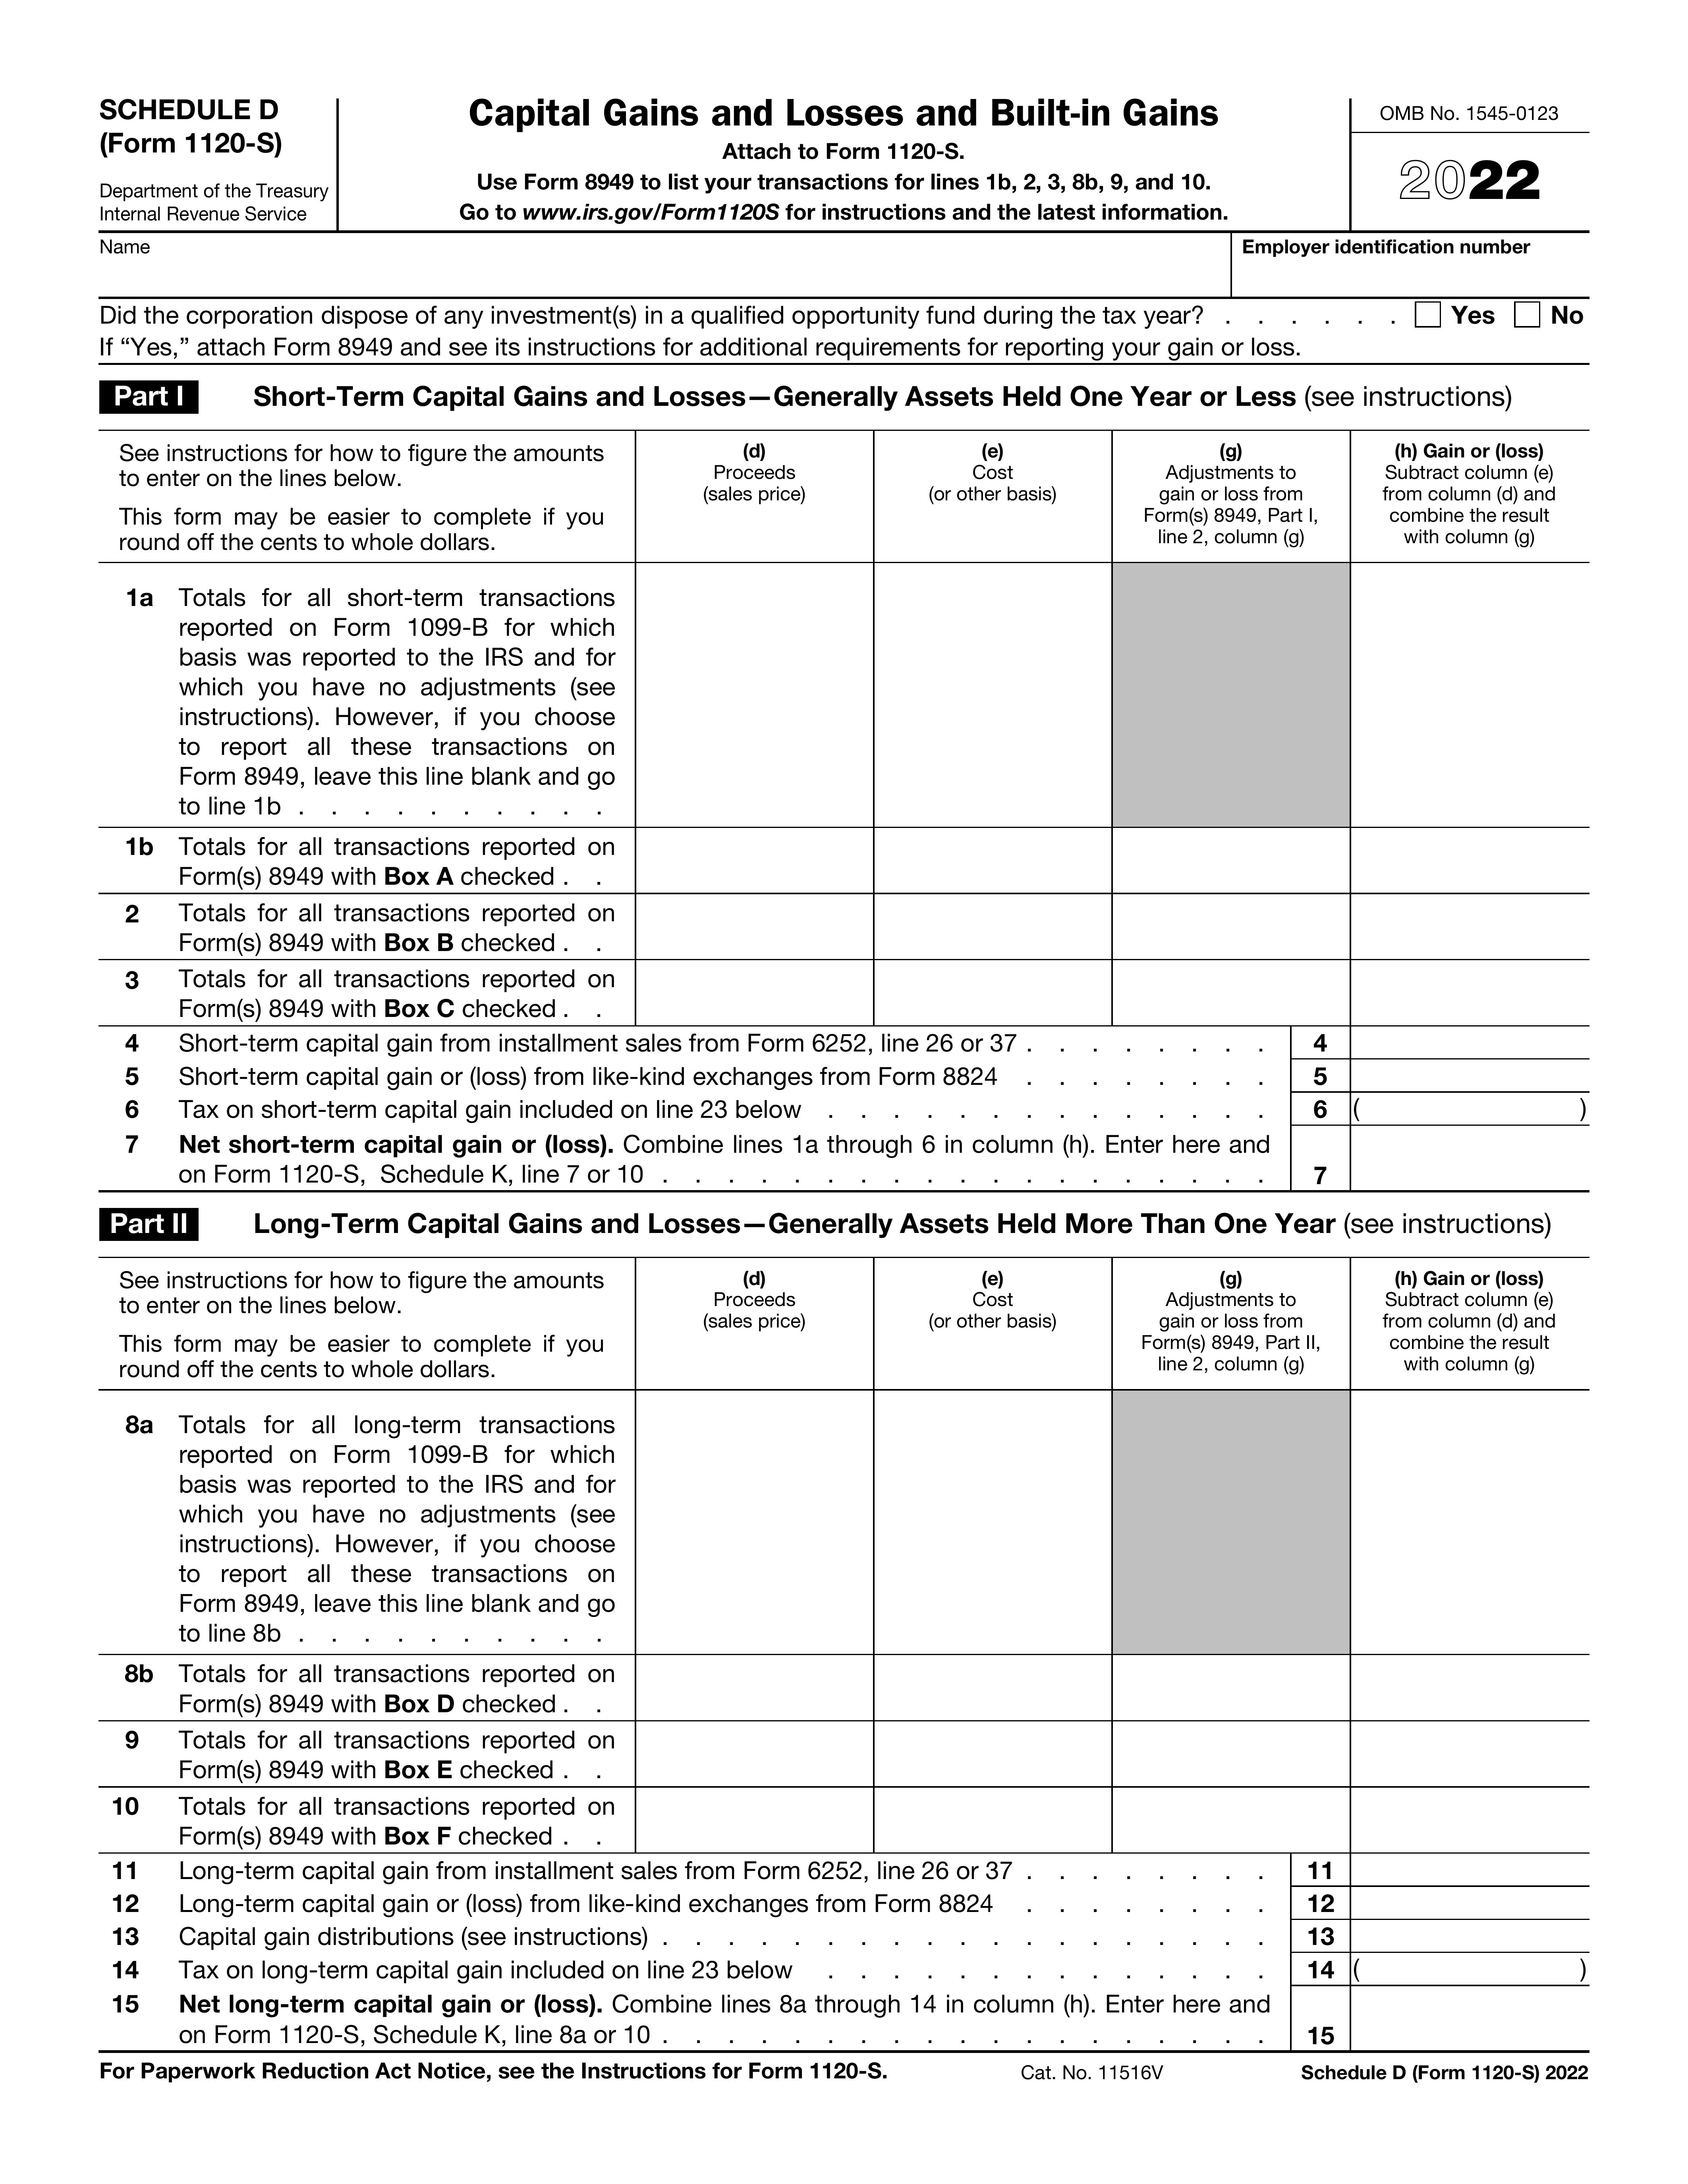 SCHEDULE D
(Form 1120-S)
Department of the Treasury
Internal Revenue Service
Capital Gains and Losses and Built-in Gains
Attach to Form 1120-S.
Use Form 8949 to list your transactions for lines 1b, 2, 3, 8b, 9, and 10.
Go to www.irs.gov/Form1120S for instructions and the latest information.
OMB No. 1545-0123
2022
Name
Employer identification number
Did the corporation dispose of any investment(s) in a qualified opportunity fund during the tax year? . . . . . . Yes No
If “Yes,” attach Form 8949 and see its instructions for additional requirements for reporting your gain or loss.
Part I Short-Term Capital Gains and Losses—Generally Assets Held One Year or Less (see instructions)
See instructions for how to figure the amounts
to enter on the lines below.
This form may be easier to complete if you
round off the cents to whole dollars.
(d)
Proceeds
(sales price)
(e)
Cost
(or other basis)
(g)
Adjustments to
gain or loss from
Form(s) 8949, Part I,
line 2, column (g)
(h) Gain or (loss)
Subtract column (e)
from column (d) and
combine the result
with column (g)
1a Totals for all short-term transactions
reported on Form 1099-B for which
basis was reported to the IRS and for
which you have no adjustments (see
instructions). However, if you choose
to report all these transactions on
Form 8949, leave this line blank and go
to line 1b . . . . . . . . . .
1b Totals for all transactions reported on
Form(s) 8949 with Box A checked . .
2 Totals for all transactions reported on
Form(s) 8949 with Box B checked . .
3 Totals for all transactions reported on
Form(s) 8949 with Box C checked . .
4 Short-term capital gain from installment sales from Form 6252, line 26 or 37 . . . . . . . . 4
5 Short-term capital gain or (loss) from like-kind exchanges from Form 8824 . . . . . . . . 5
6 Tax on short-term capital gain included on line 23 below . . . . . . . . . . . . . . 6 ( )
7 Net short-term capital gain or (loss). Combine lines 1a through 6 in column (h). Enter here and
on Form 1120-S, Schedule K, line 7 or 10 . . . . . . . . . . . . . . . . . . . 7
Part II Long-Term Capital Gains and Losses—Generally Assets Held More Than One Year (see instructions)
See instructions for how to figure the amounts
to enter on the lines below.
This form may be easier to complete if you
round off the cents to whole dollars.
(d)
Proceeds
(sales price)
(e)
Cost
(or other basis)
(g)
Adjustments to
gain or loss from
Form(s) 8949, Part II,
line 2, column (g)
(h) Gain or (loss)
Subtract column (e)
from column (d) and
combine the result
with column (g)
8a Totals for all long-term transactions
reported on Form 1099-B for which
basis was reported to the IRS and for
which you have no adjustments (see
instructions). However, if you choose
to report all these transactions on
Form 8949, leave this line blank and go
to line 8b . . . . . . . . . .
8b Totals for all transactions reported on
Form(s) 8949 with Box D checked . .
9 Totals for all transactions reported on
Form(s) 8949 with Box E checked . .
10 Totals for all transactions reported on
Form(s) 8949 with Box F checked . .
11 Long-term capital gain from installment sales from Form 6252, line 26 or 37 . . . . . . . . 11
12 Long-term capital gain or (loss) from like-kind exchanges from Form 8824 . . . . . . . . 12
13 Capital gain distributions (see instructions) . . . . . . . . . . . . . . . . . . . 13
14 Tax on long-term capital gain included on line 23 below . . . . . . . . . . . . . . 14 ( )
15 Net long-term capital gain or (loss). Combine lines 8a through 14 in column (h). Enter here and
on Form 1120-S, Schedule K, line 8a or 10 . . . . . . . . . . . . . . . . . . . 15
For Paperwork Reduction Act Notice, see the Instructions for Form 1120-S. Cat. No. 11516V Schedule D (Form 1120-S) 2022